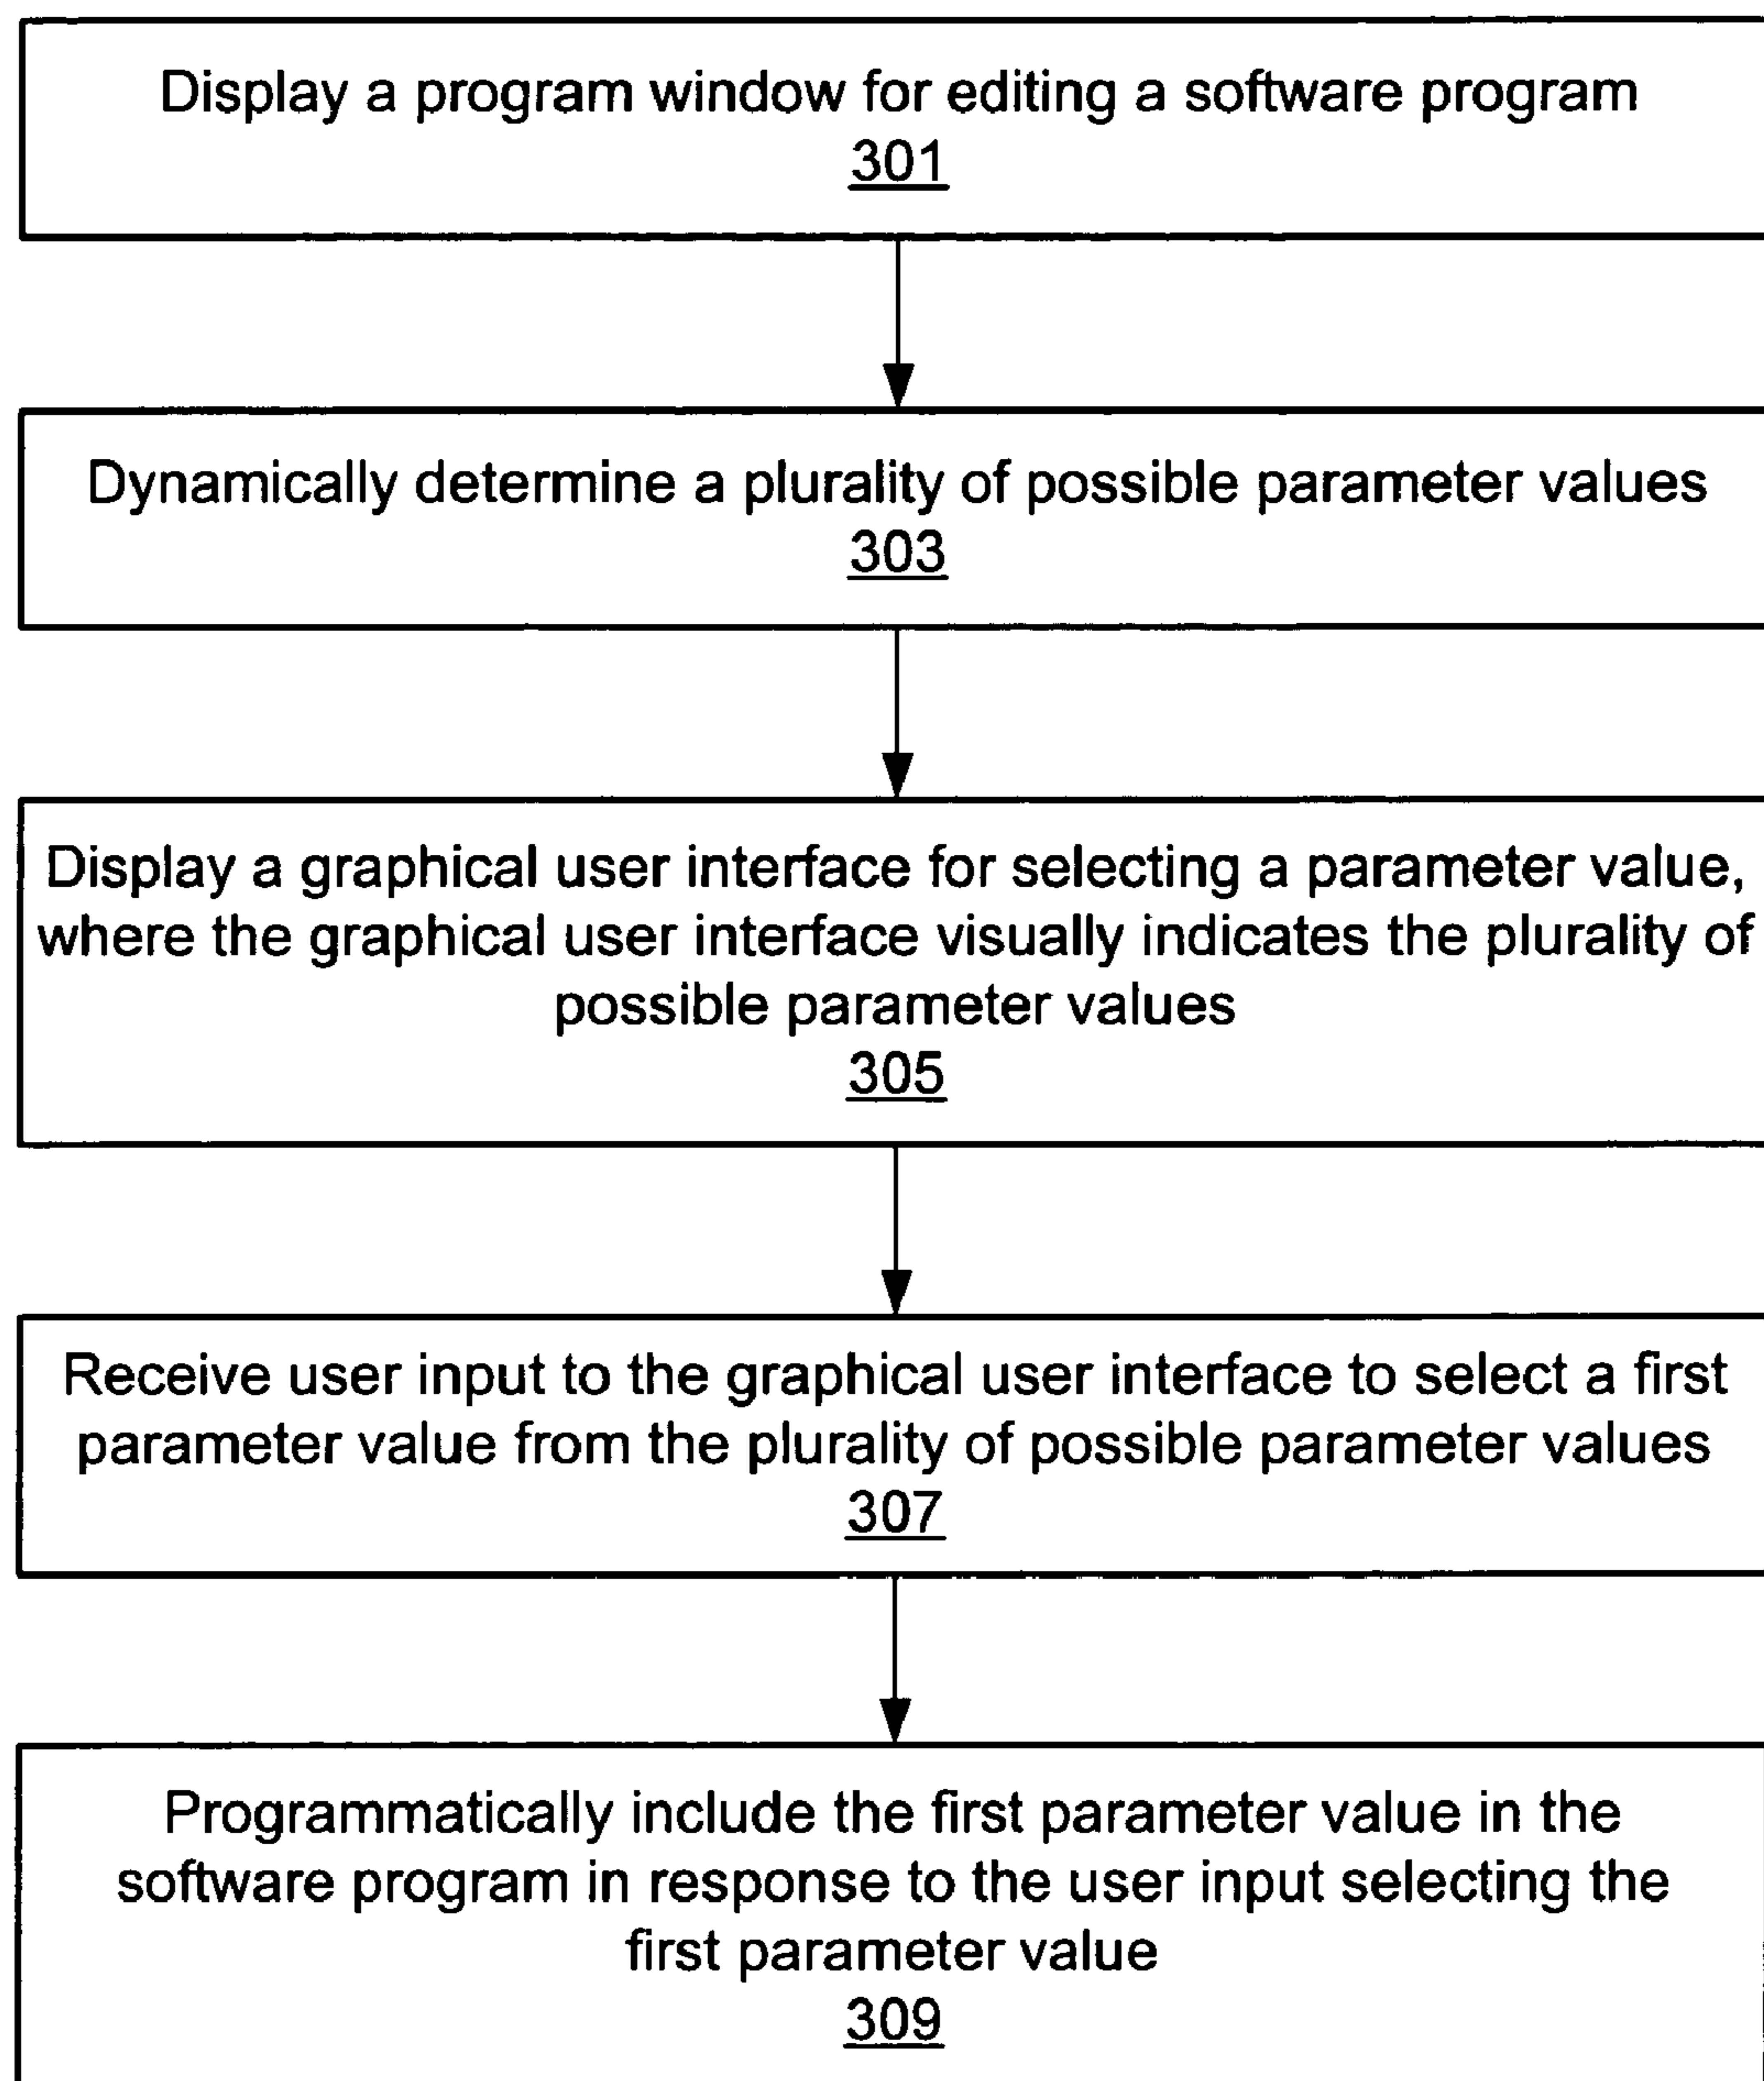 Display a program window for editing a software program
301
Dynamically determine a plurality of possible parameter values
303
Display a graphical user interface for selecting a parameter value,
where the graphical user interface visually indicates the plurality of
possible parameter values
305
Receive user input to the graphical user interface to select a first
parameter value from the plurality of possible parameter values
307
Programmatically include the first parameter value in the
software program in response to the user input selecting the
first parameter value
309